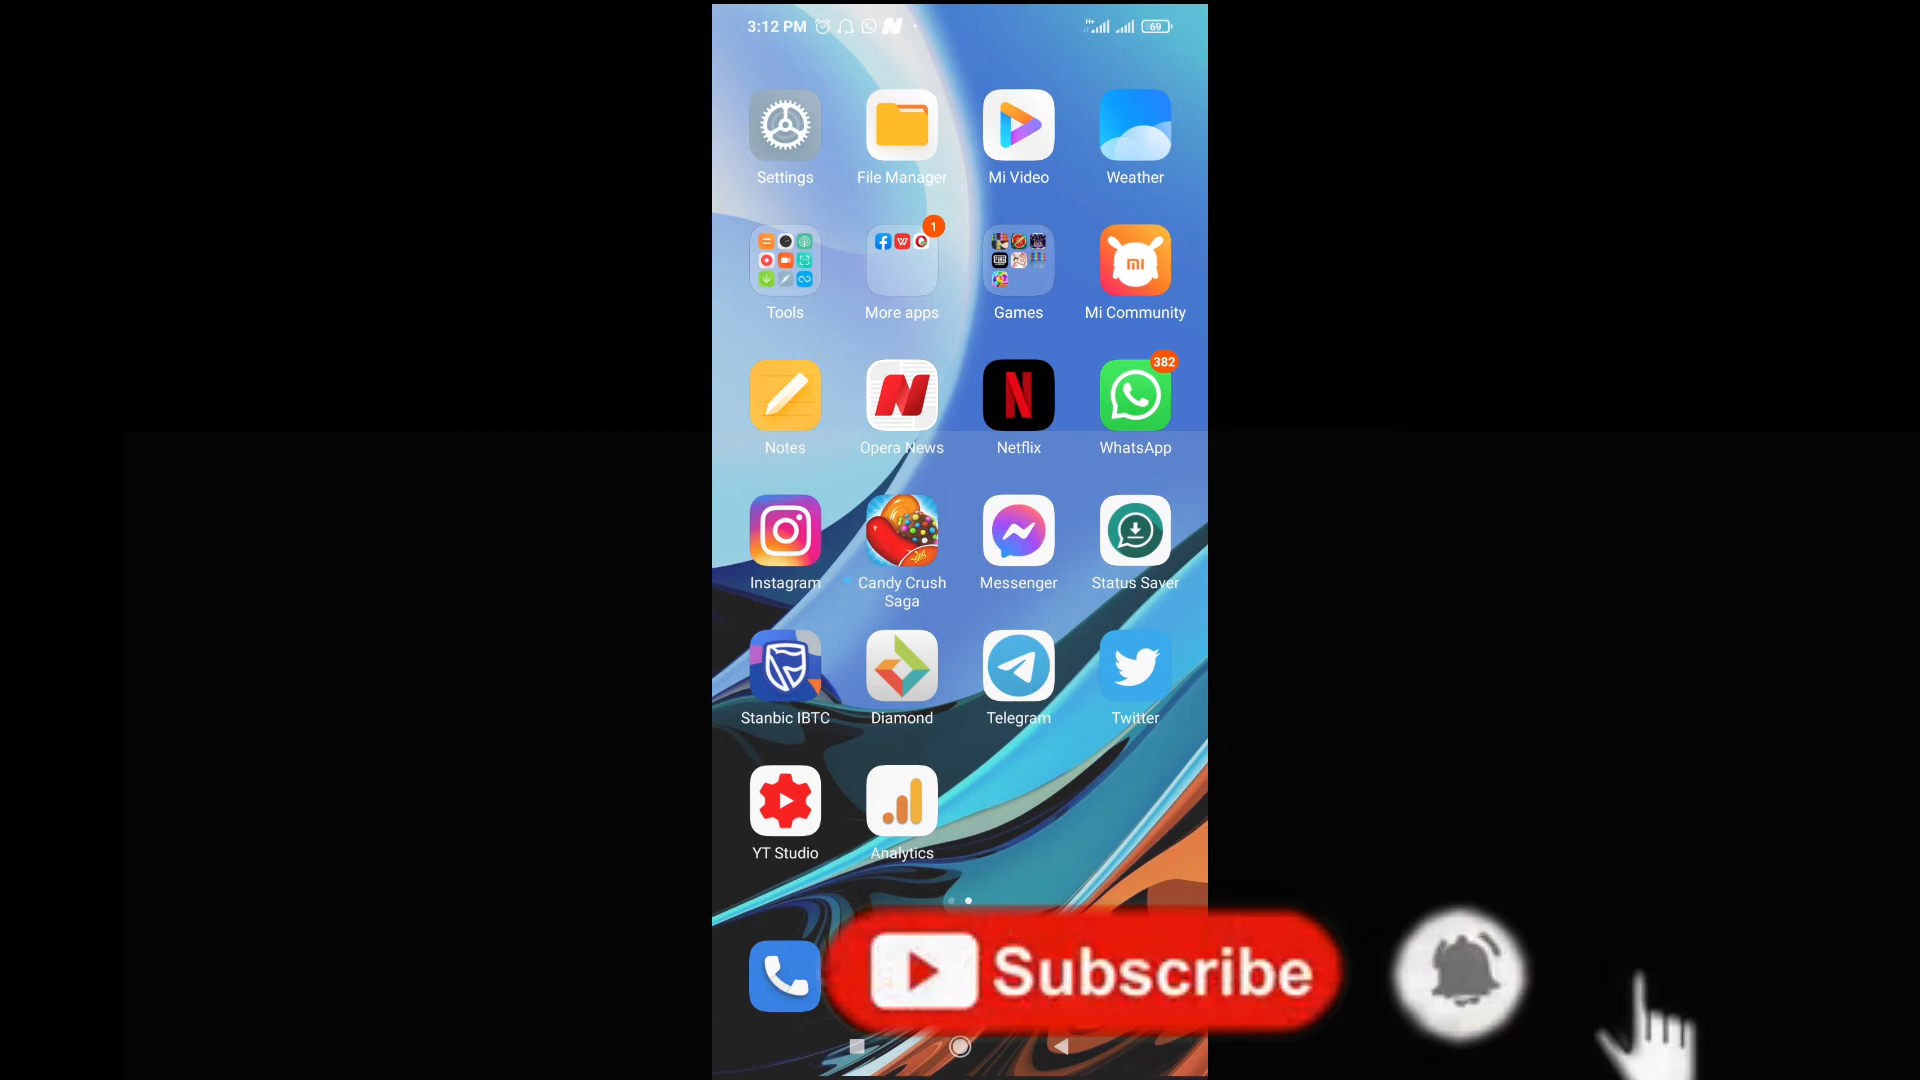 3:12 PM
69
Settings
File Manager
Mi Video
Weather
1
Tools
More apps
Games
Mi Community
382
Notes
Opera News
Netflix
WhatsApp
Instagram
Candy Crush
Saga
Messenger
Status Saver
Stanbic IBTC
Diamond
Telegram
Twitter
YT Studio
Analytics
Subscribe